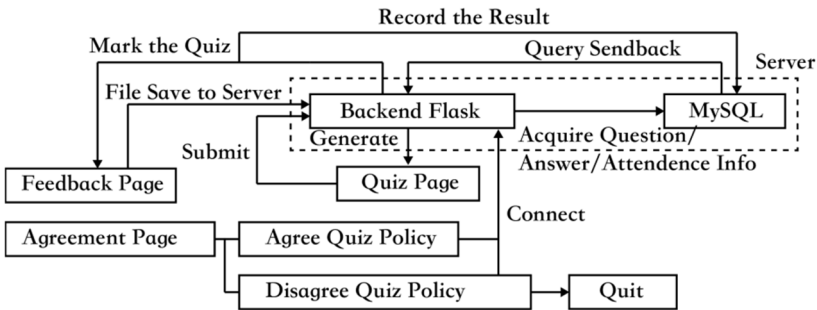 Record the Result
Mark the Quiz
Query Sendback
Server
File Save to Server
Backend Flask
MySQL
Generate
Acquire Question/
Answer/Attendence Info
Submit
Feedback Page
Quiz Page
Connect
Agreement Page
Agree Quiz Policy
Disagree Quiz Policy
Quit